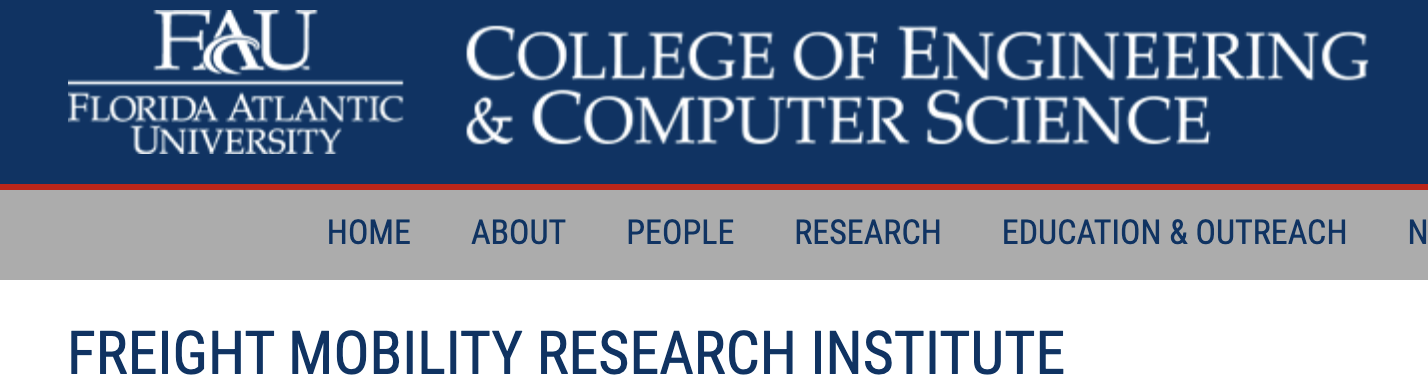 FAU
FLORIDA ATLANTIC
UNIVERSITY
COLLEGE OF ENGINEERING
& COMPUTER SCIENCE
HOME ABOUT PEOPLE RESEARCH EDUCATION & OUTREACH N
FREIGHT MOBILITY RESEARCH INSTITUTE